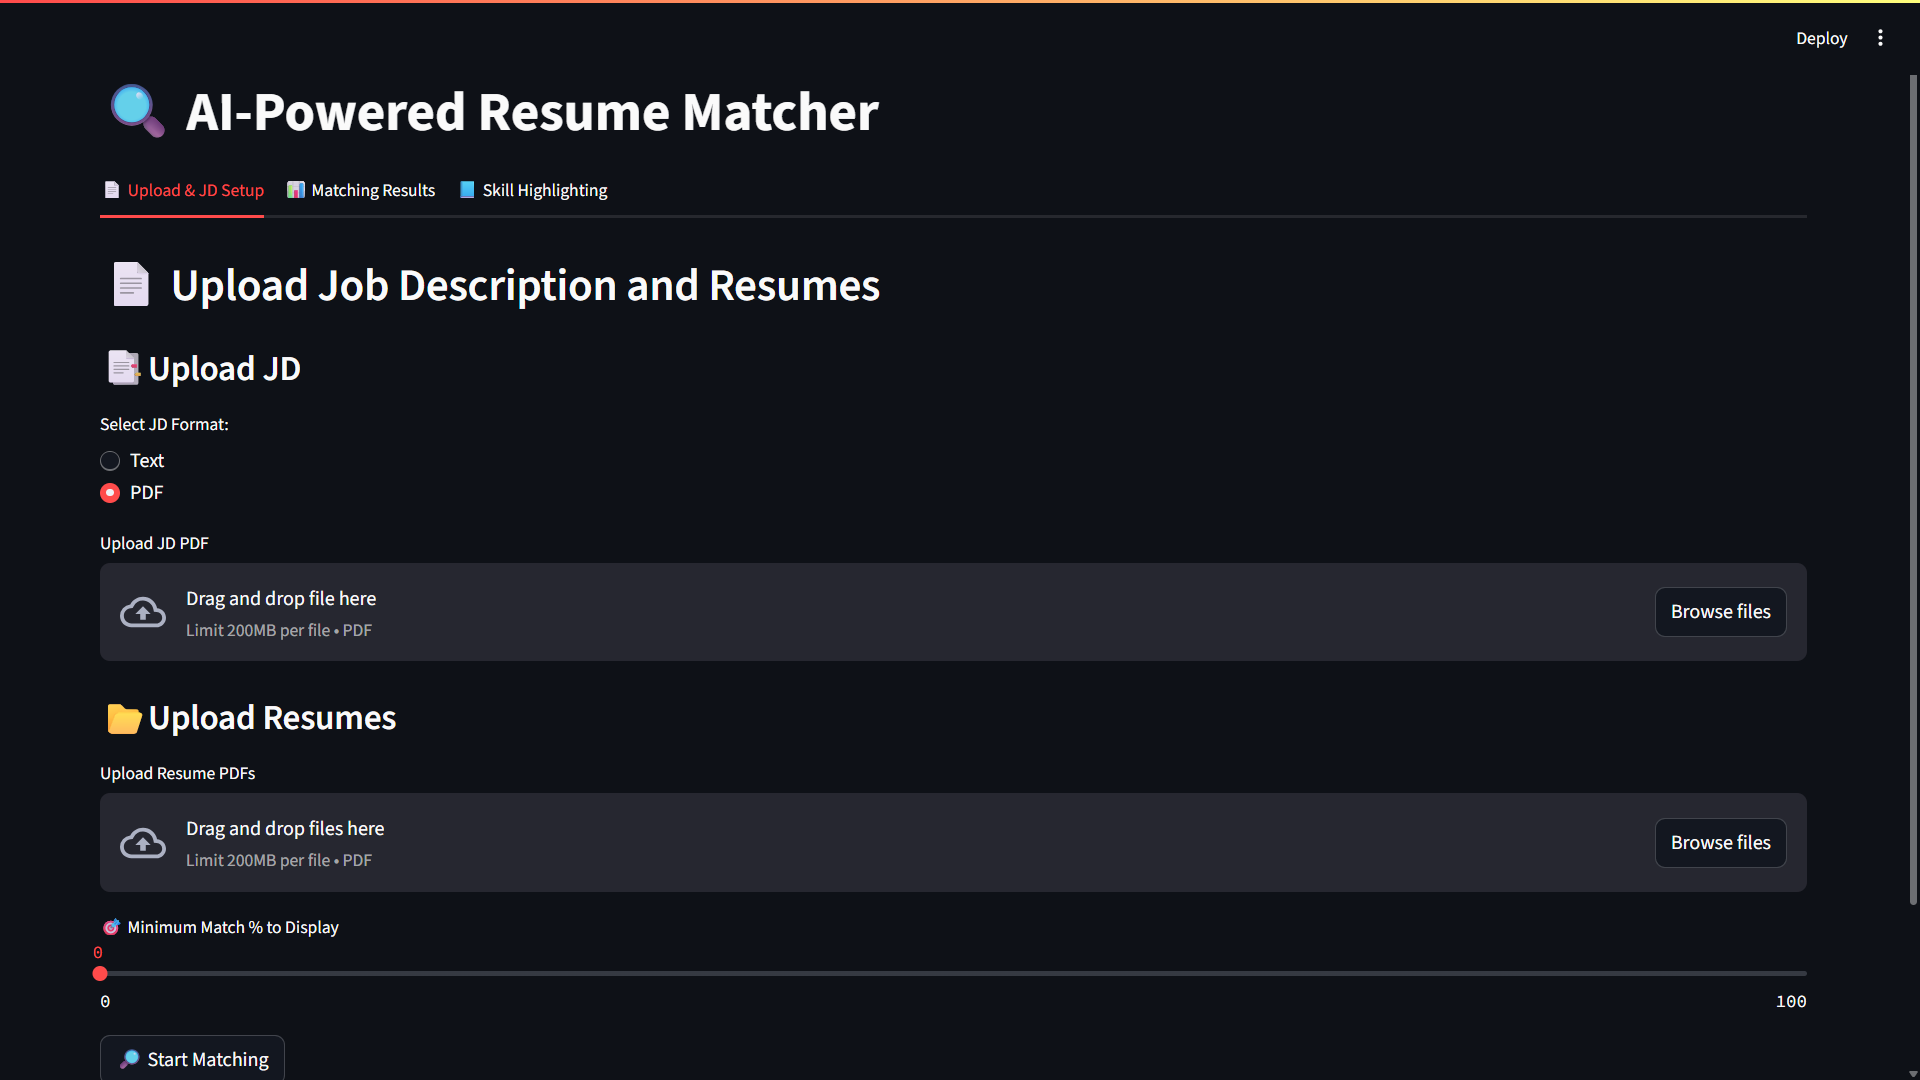 Deploy
AI-Powered Resume Matcher
Upload & JD Setup
Matching Results
Skill Highlighting
Upload Job Description and Resumes
Upload JD
Select JD Format:
Text
PDF
Upload JD PDF
Drag and drop file here
Limit 200MB per file • PDF
Browse files
Upload Resumes
Upload Resume PDFs
Drag and drop files here
Limit 200MB per file • PDF
Browse files
Minimum Match % to Display
0
0
100
Start Matching